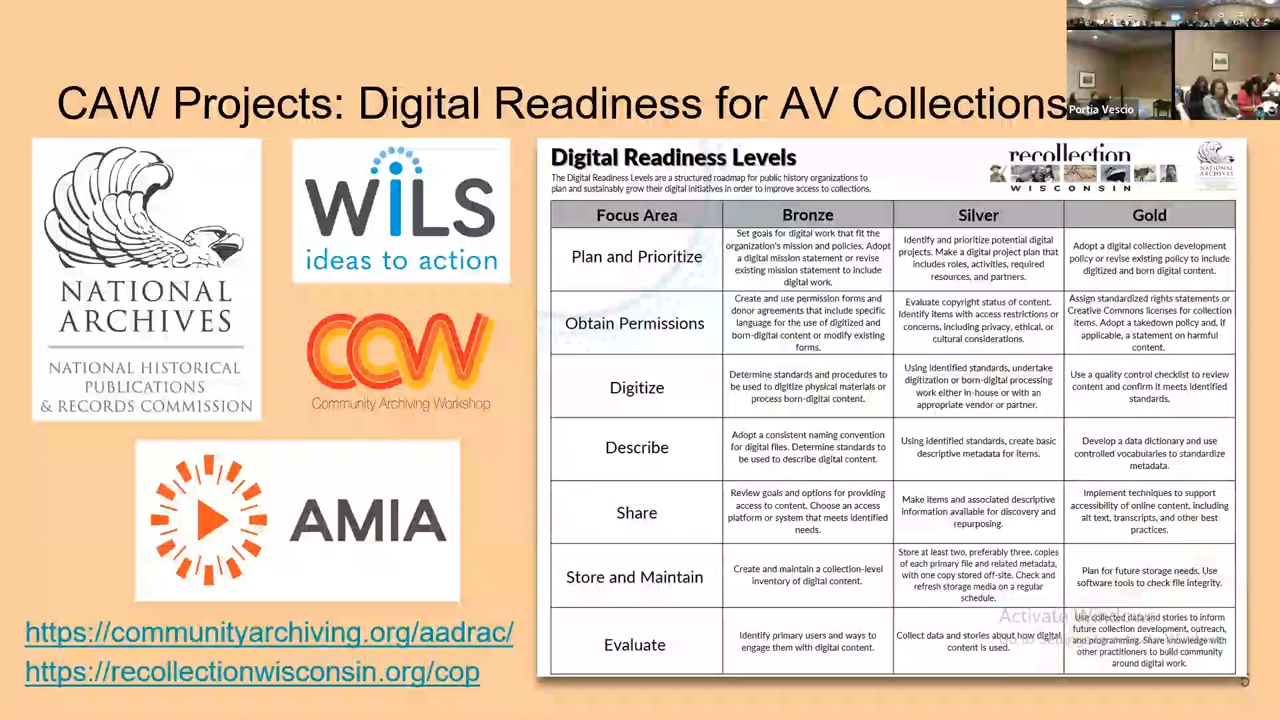 CAW Projects: Digital Readiness for AV Collections
Portia Vescio
NATIONAL
ARCHIVES
NATIONAL HISTORICAL
PUBLICATIONS
& RECORDS COMMISSION
WiLS
ideas to action
CAW
Community Archiving Workshop
AMIA
https://communityarchiving.org/aadrac/
https://recollectionwisconsin.org/cop
Digital Readiness Levels
The Digital Readiness Levels are a structured roadmap for public history organizations to
plan and sustainably grow their digital initiatives in order to improve access to collections.
recollection
WISCONSIN
NATIONAL
ARCHIVES
Focus Area
Bronze
Silver
Gold
Plan and Prioritize
Set goals for digital work that fit the
organization's mission and policies. Adopt
a digital mission statement or revise
existing mission statement to include
digital work.
Identify and prioritize potential digital
projects. Make a digital project plan that
includes roles, activities, required
resources, and partners.
Adopt a digital collection development
policy or revise existing policy to include
digitized and born digital content.
Obtain Permissions
Create and use permission forms and
donor agreements that include specific
language for the use of digitized and
born-digital content or modify existing
forms.
Evaluate copyright status of content.
Identify items with access restrictions or
concerns, including privacy, ethical, or
cultural considerations.
Assign standardized rights statements or
Creative Commons licenses for collection
items. Adopt a takedown policy and, if
applicable, a statement on harmful
content.
Digitize
Determine standards and procedures to
be used to digitize physical materials or
process born-digital content.
Using identified standards, undertake
digitization or born-digital processing
work either in-house or with an
appropriate vendor or partner.
Use a quality control checklist to review
content and confirm it meets identified
standards.
Describe
Adopt a consistent naming convention
for digital files. Determine standards to
be used to describe digital content.
Using identified standards, create basic
descriptive metadata for items.
Develop a data dictionary and use
controlled vocabularies to standardize
metadata.
Share
Review goals and options for providing
access to content. Choose an access
platform or system that meets identified
needs.
Make items and associated descriptive
information available for discovery and
repurposing.
Implement techniques to support
accessibility of online content, including
alt text, transcripts, and other best
practices.
Store and Maintain
Create and maintain a collection-level
inventory of digital content.
Store at least two, preferably three, copies
of each primary file and related metadata,
with one copy stored off-site. Check and
refresh storage media on a regular
schedule.
Plan for future storage needs. Use
software tools to check file integrity.
Evaluate
Identify primary users and ways to
engage them with digital content.
Collect data and stories about how digital
content is used.
Use collected data and stories to inform
future collection development, outreach,
and programming. Share knowledge with
other practitioners to build community
around digital work.
Activate Windows